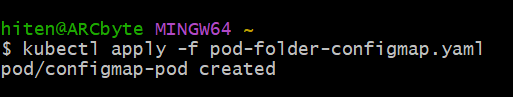 hiten@ARCbyte MINGW64 ~
$ kubectl apply -f pod-folder-configmap.yaml
pod/configmap-pod created